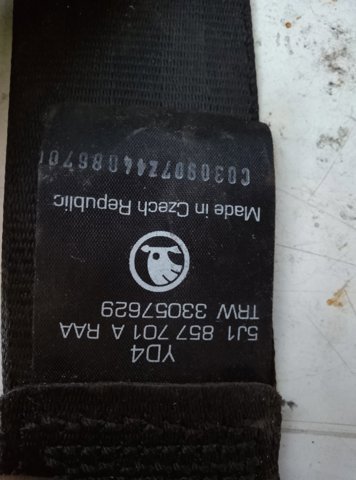 YD4
5J1 857 701 A RAA
TRW 33057629
Made in Czech Republic